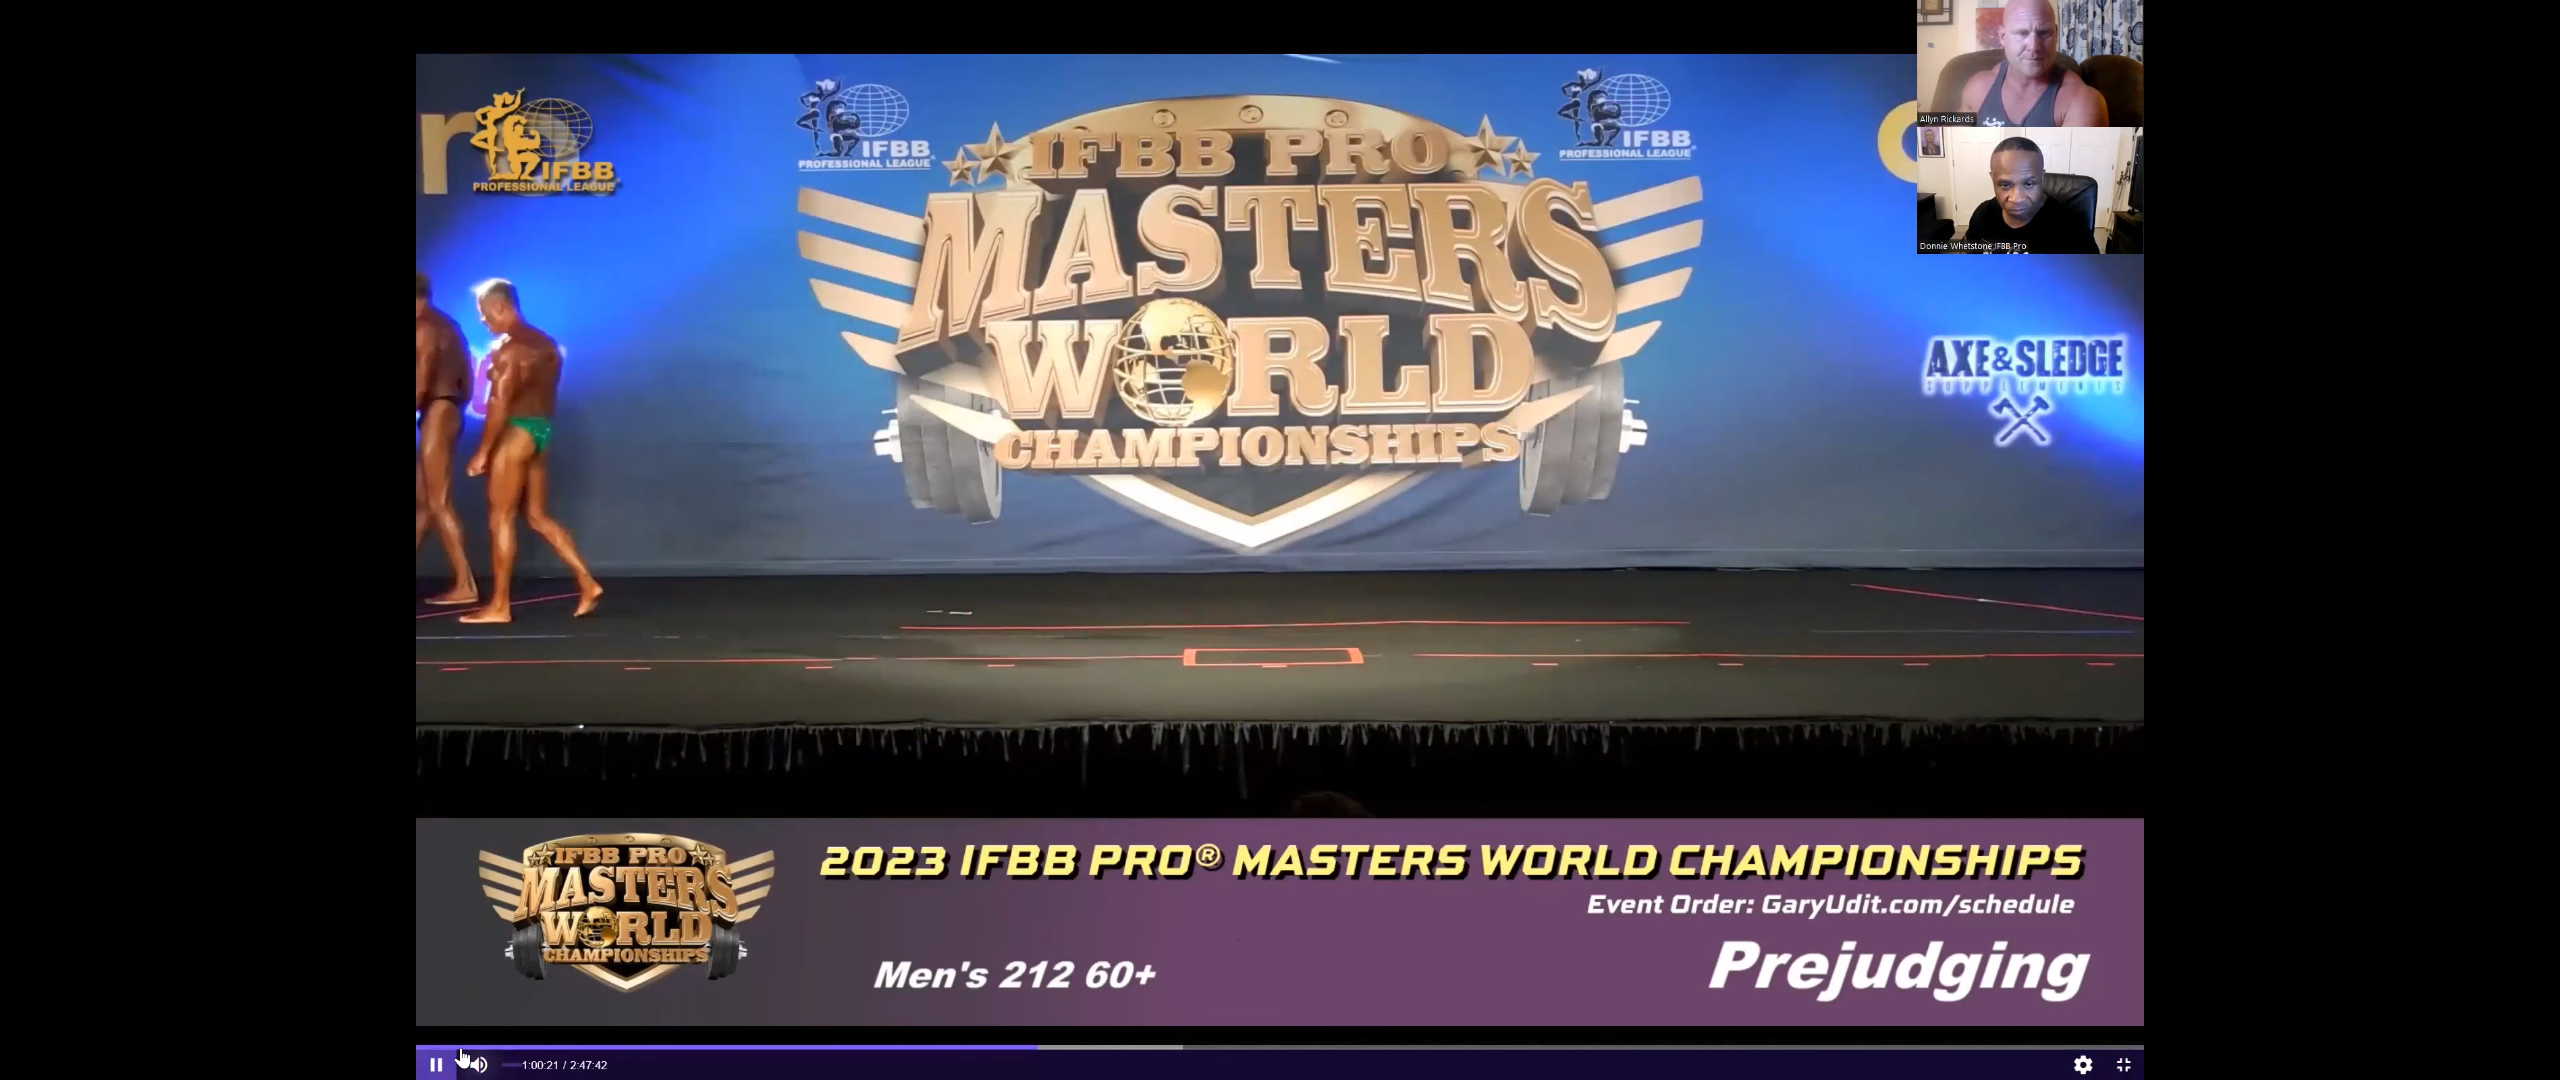 IFBB
PROFESSIONAL LEAGUE
IFBB
PROFESSIONAL LEAGUE
IFBB
PROFESSIONAL LEAGUE
IFBB PRO
MASTERS
WORLD
CHAMPIONSHIPS
Allyn Rickards
Donnie Whetstone IFBB Pro
AXE & SLEDGE
SUPPLEMENTS
IFBB PRO
MASTERS
WORLD
CHAMPIONSHIPS
2023 IFBB PRO® MASTERS WORLD CHAMPIONSHIPS
Event Order: GaryUdit.com/schedule
Men's 212 60+
Prejudging
1:00:21 / 2:47:42